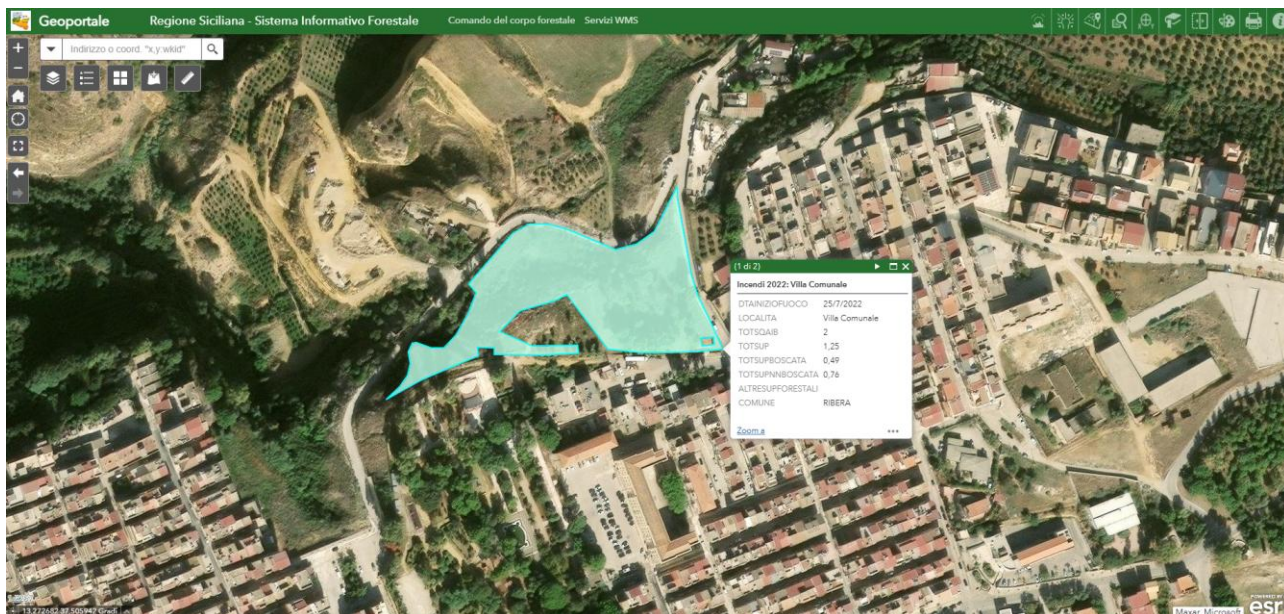 Geoportale Regione Siciliana - Sistema Informativo Forestale Comando del corpo forestale Servizi WMS
Indirizzo o coord. "x,y:wkid"
(1 di 2)
Incendi 2022: Villa Comunale
DTAINIZIOFUOCO 25/7/2022
LOCALITA Villa Comunale
TOTSQAIB 2
TOTSUP 1,25
TOTSUPBOSCATA 0,49
TOTSUPNNBOSCATA 0,76
ALTRESUPFORESTALI
COMUNE RIBERA
Zoom a
13.272682 37.505942 Gradi
Maxar, Microsoft
POWERED BY
esri